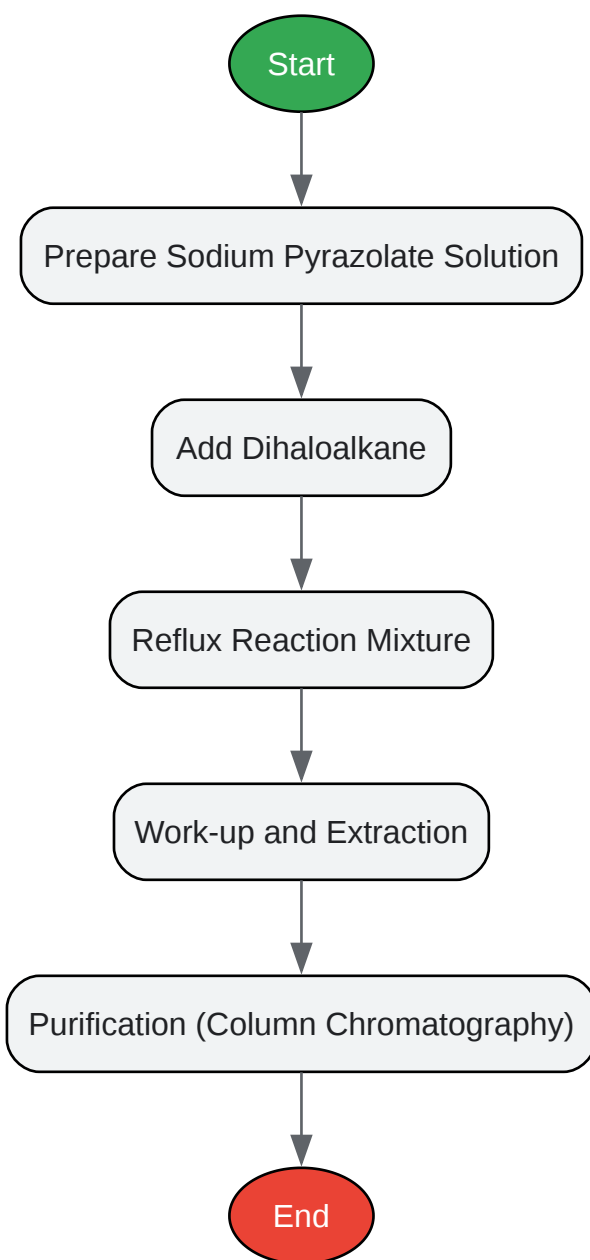 Start
Prepare Sodium Pyrazolate Solution
Add Dihaloalkane
Reflux Reaction Mixture
Work-up and Extraction
Purification (Column Chromatography)
End